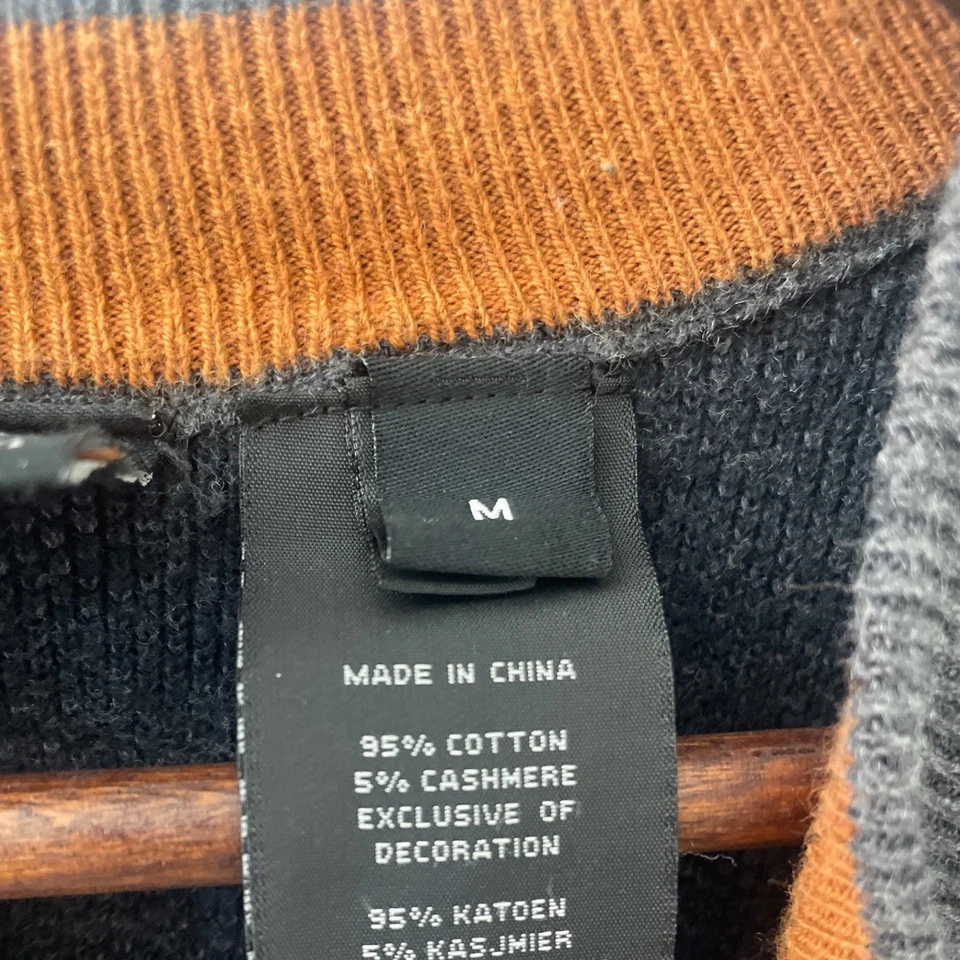 M
MADE IN CHINA
95% COTTON
5% CASHMERE
EXCLUSIVE OF
DECORATION
95% KATOEN
5% KASJMIER